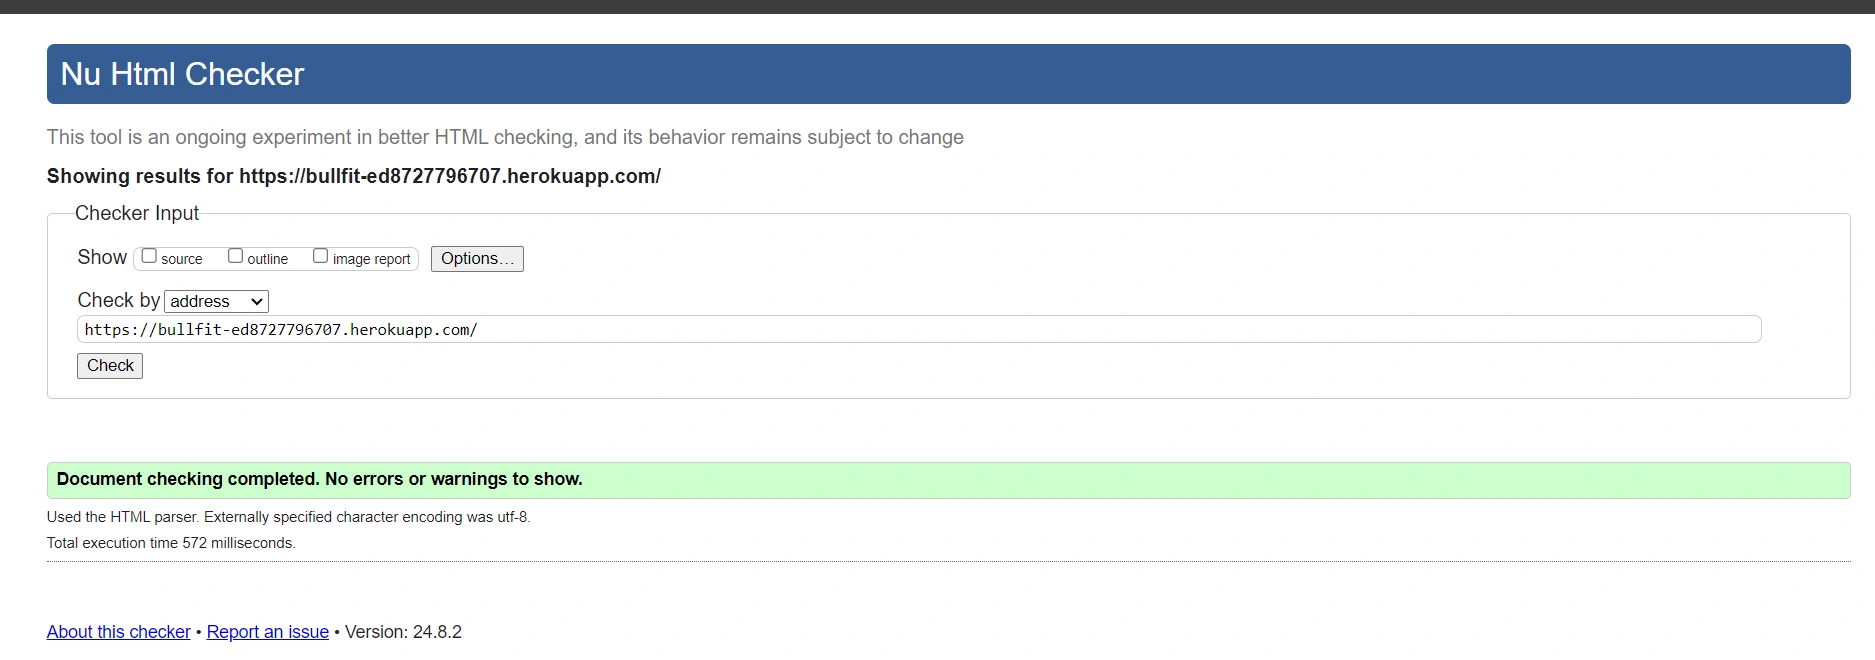 Nu Html Checker
This tool is an ongoing experiment in better HTML checking, and its behavior remains subject to change
Showing results for https://bullfit-ed8727796707.herokuapp.com/
Checker Input
Show source outline image report Options...
Check by address
https://bullfit-ed8727796707.herokuapp.com/
Check
Document checking completed. No errors or warnings to show.
Used the HTML parser. Externally specified character encoding was utf-8.
Total execution time 572 milliseconds.
About this checker • Report an issue • Version: 24.8.2